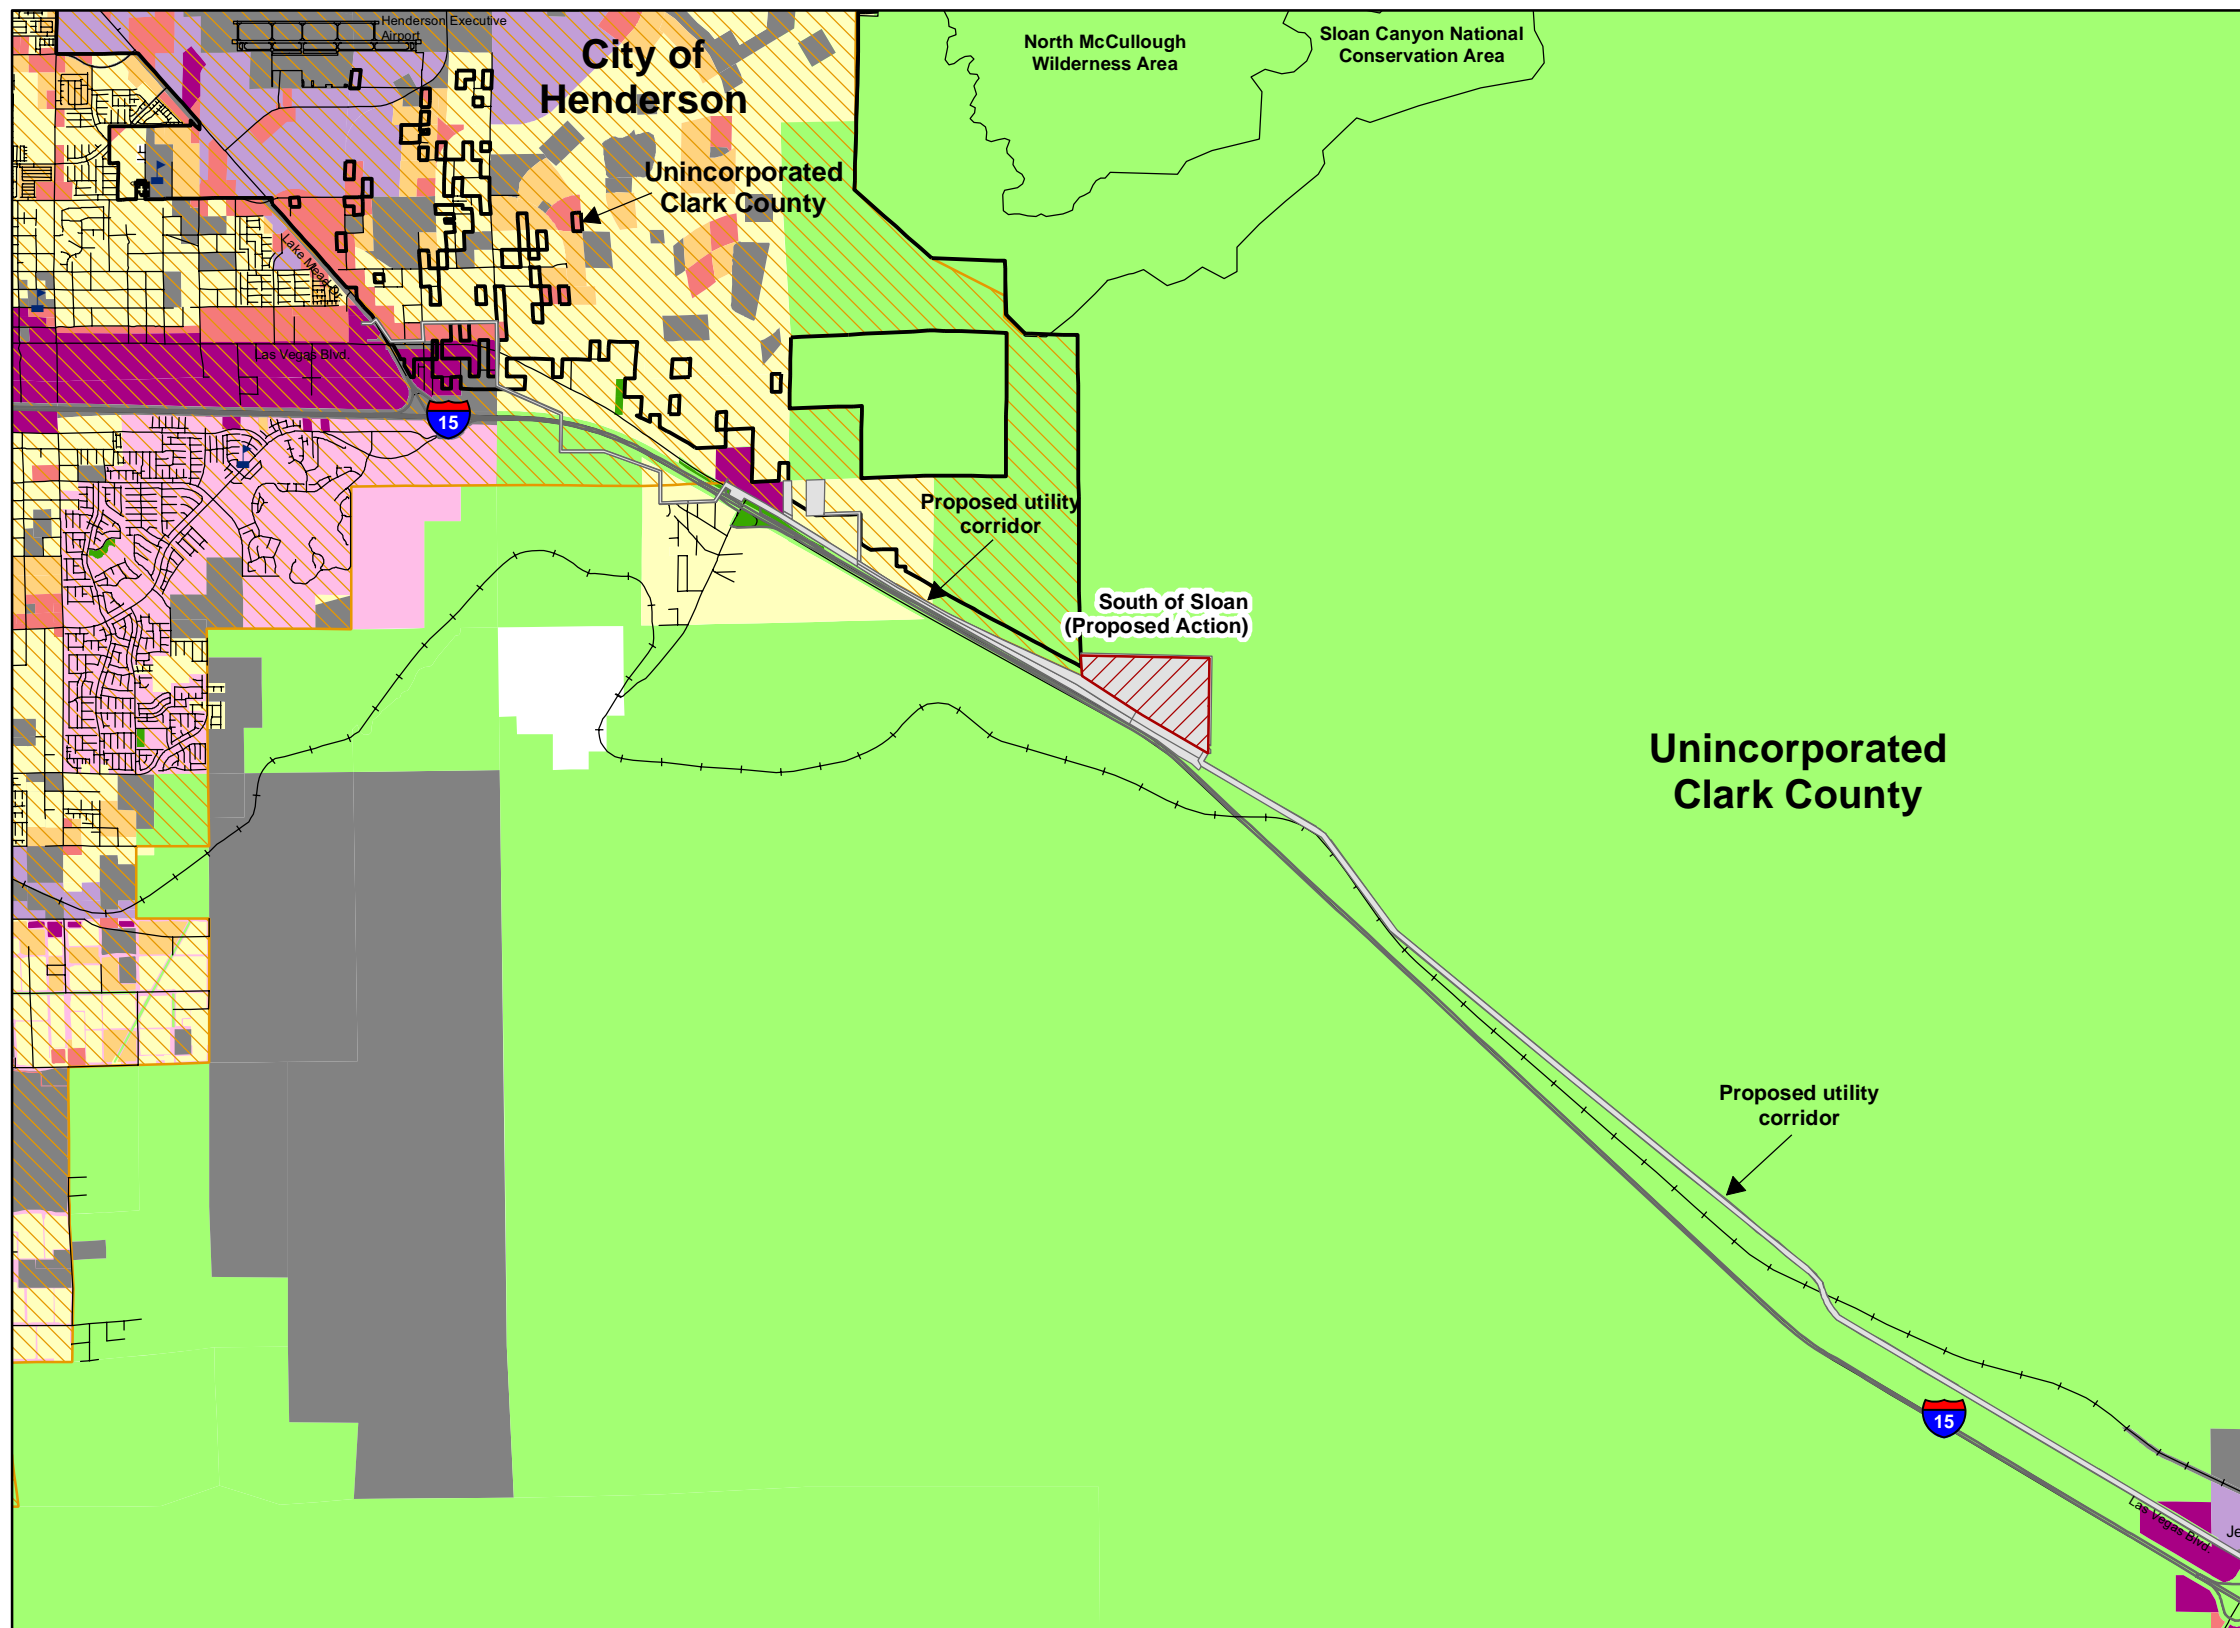 Henderson Executive
Airport
City of
Henderson
North McCullough
Wilderness Area
Sloan Canyon National
Conservation Area
Unincorporated
Clark County
Lake Mead Dr.
Las Vegas Blvd.
15
Proposed utility
corridor
South of Sloan
(Proposed Action)
Unincorporated
Clark County
Proposed utility
corridor
15
Las Vegas Blvd.
Je